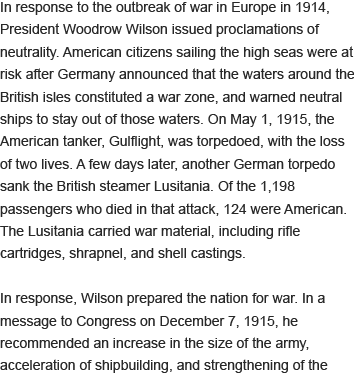 In response to the outbreak of war in Europe in 1914,
President Woodrow Wilson issued proclamations of
neutrality. American citizens sailing the high seas were at
risk after Germany announced that the waters around the
British isles constituted a war zone, and warned neutral
ships to stay out of those waters. On May 1, 1915, the
American tanker, Gulflight, was torpedoed, with the loss
of two lives. A few days later, another German torpedo
sank the British steamer Lusitania. Of the 1,198
passengers who died in that attack, 124 were American.
The Lusitania carried war material, including rifle
cartridges, shrapnel, and shell castings.

In response, Wilson prepared the nation for war. In a
message to Congress on December 7, 1915, he
recommended an increase in the size of the army,
acceleration of shipbuilding, and strengthening of the